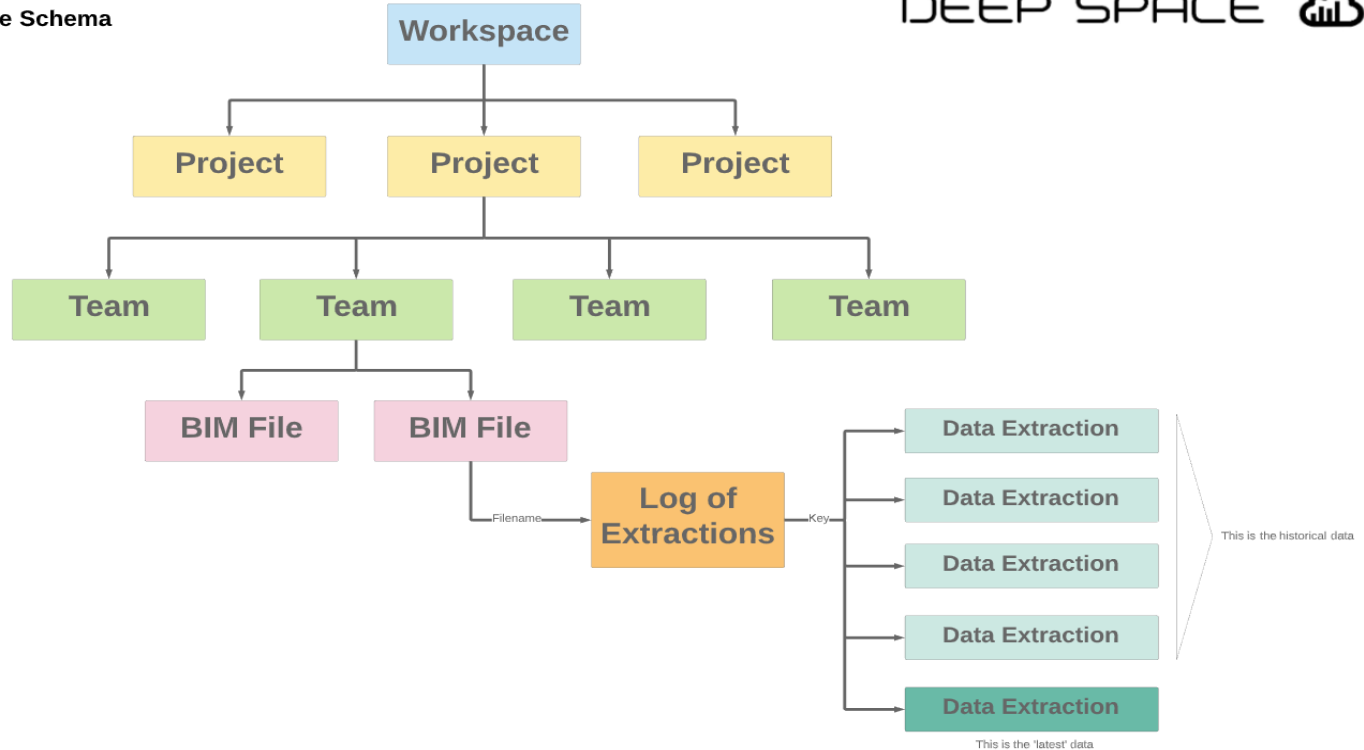 e Schema
DEEP SPACE
Workspace
Project
Project
Project
Team
Team
Team
Team
BIM File
BIM File
Data Extraction
Log of
Extractions
Filename
Key
Data Extraction
This is the historical data
Data Extraction
Data Extraction
Data Extraction
This is the 'latest' data